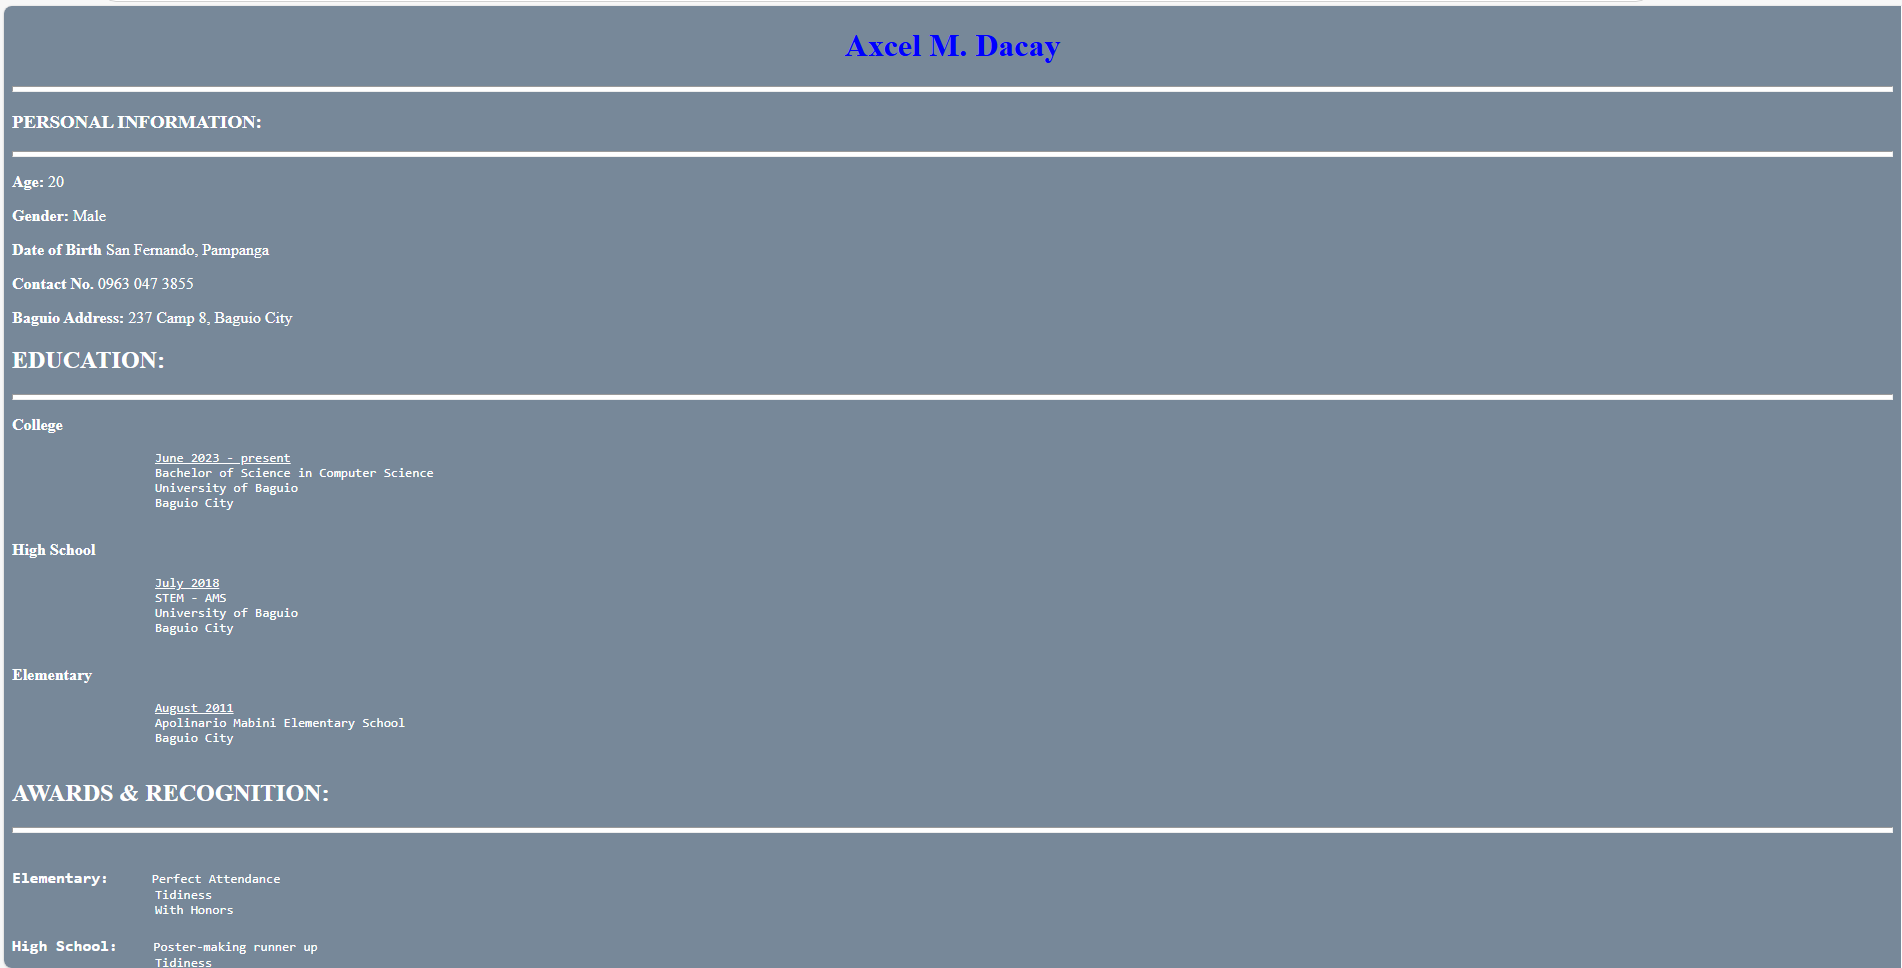 Axcel M. Dacay
PERSONAL INFORMATION:
Age: 20
Gender: Male
Date of Birth San Fernando, Pampanga
Contact No. 0963 047 3855
Baguio Address: 237 Camp 8, Baguio City
EDUCATION:
College
June 2023 - present
Bachelor of Science in Computer Science
University of Baguio
Baguio City
High School
July 2018
STEM - AMS
University of Baguio
Baguio City
Elementary
August 2011
Apolinario Mabini Elementary School
Baguio City
AWARDS & RECOGNITION:
Elementary: Perfect Attendance
Tidiness
With Honors
High School: Poster-making runner up
Tidiness